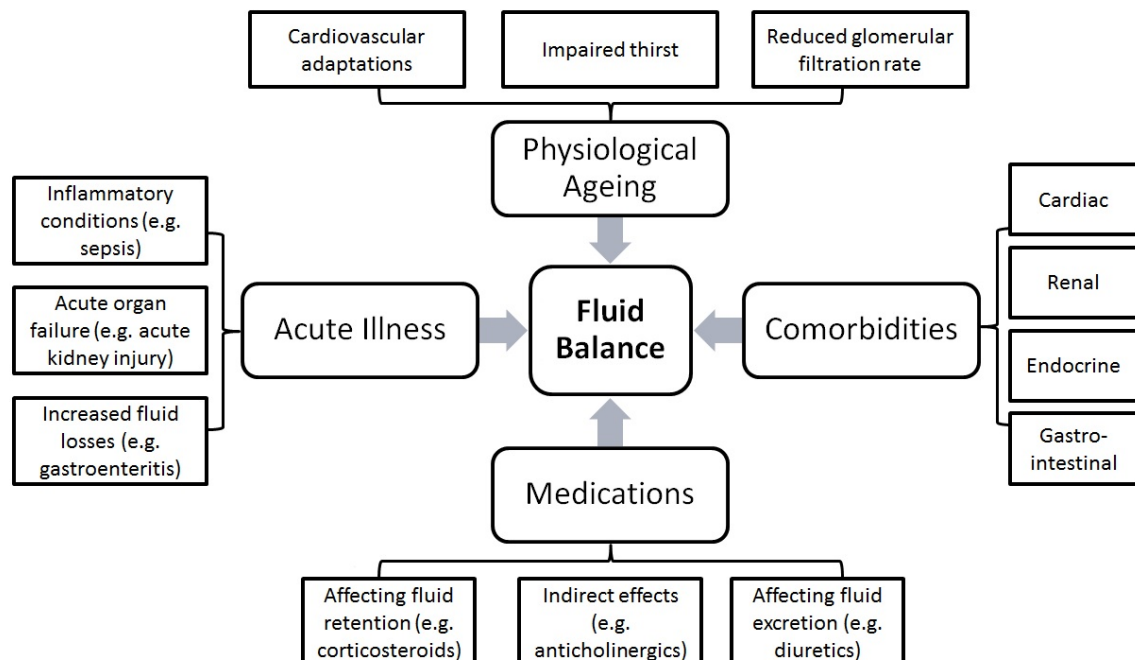 Cardiovascular
adaptations
Impaired thirst
Reduced glomerular
filtration rate
Physiological
Ageing
Inflammatory
conditions (e.g.
sepsis)
Acute organ
failure (e.g. acute
kidney injury)
Increased fluid
losses (e.g.
gastroenteritis)
Acute Illness
Fluid
Balance
Comorbidities
Cardiac
Renal
Endocrine
Gastro-
intestinal
Medications
Affecting fluid
retention (e.g.
corticosteroids)
Indirect effects
(e.g.
anticholinergics)
Affecting fluid
excretion (e.g.
diuretics)